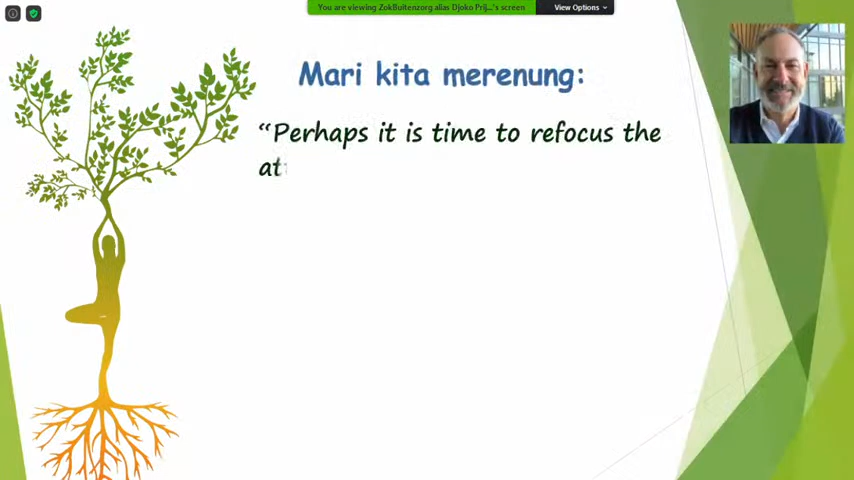 You are viewing ZokBuitenzorg alias Djoko Prij...'s screen
View Options
Mari kita merenung:
“Perhaps it is time to refocus the
at